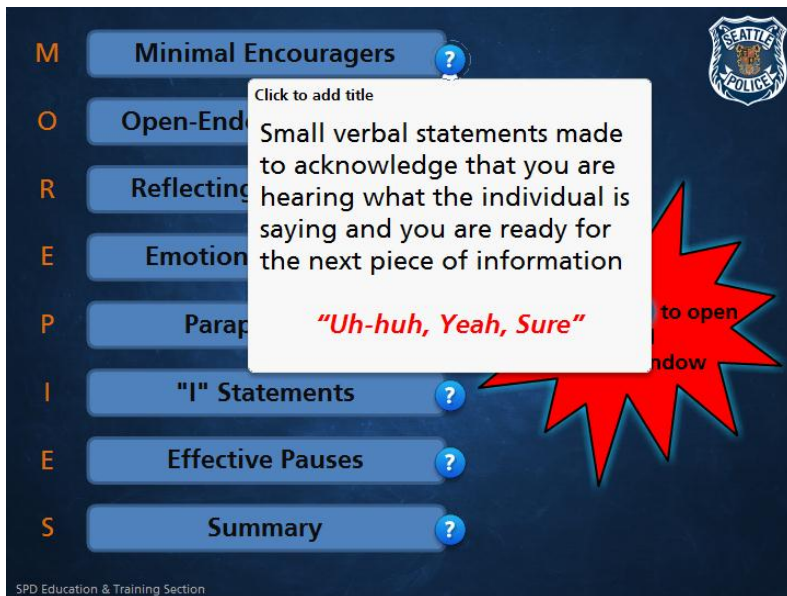 M
Minimal Encouragers
?
SEATTLE
POLICE
O
Open-End
R
Reflecting
E
Emotion
P
Parap
I
"I" Statements
?
E
Effective Pauses
?
S
Summary
?
Click to add title
Small verbal statements made
to acknowledge that you are
hearing what the individual is
saying and you are ready for
the next piece of information
“Uh-huh, Yeah, Sure”
to open
ndow
SPD Education & Training Section